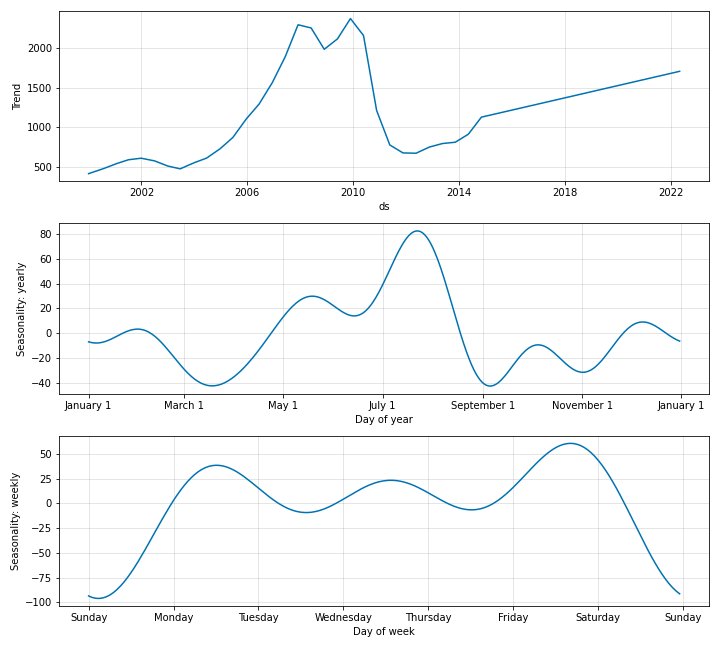 2000
1500
1000
500
Trend
2002 2006 2010 2014 2018 2022
ds
80
60
40
20
0
−20
−40
Seasonality: yearly
January 1 March 1 May 1 July 1 September 1 November 1 January 1
Day of year
50
25
0
−25
−50
−75
−100
Seasonality: weekly
Sunday Monday Tuesday Wednesday Thursday Friday Saturday Sunday
Day of week